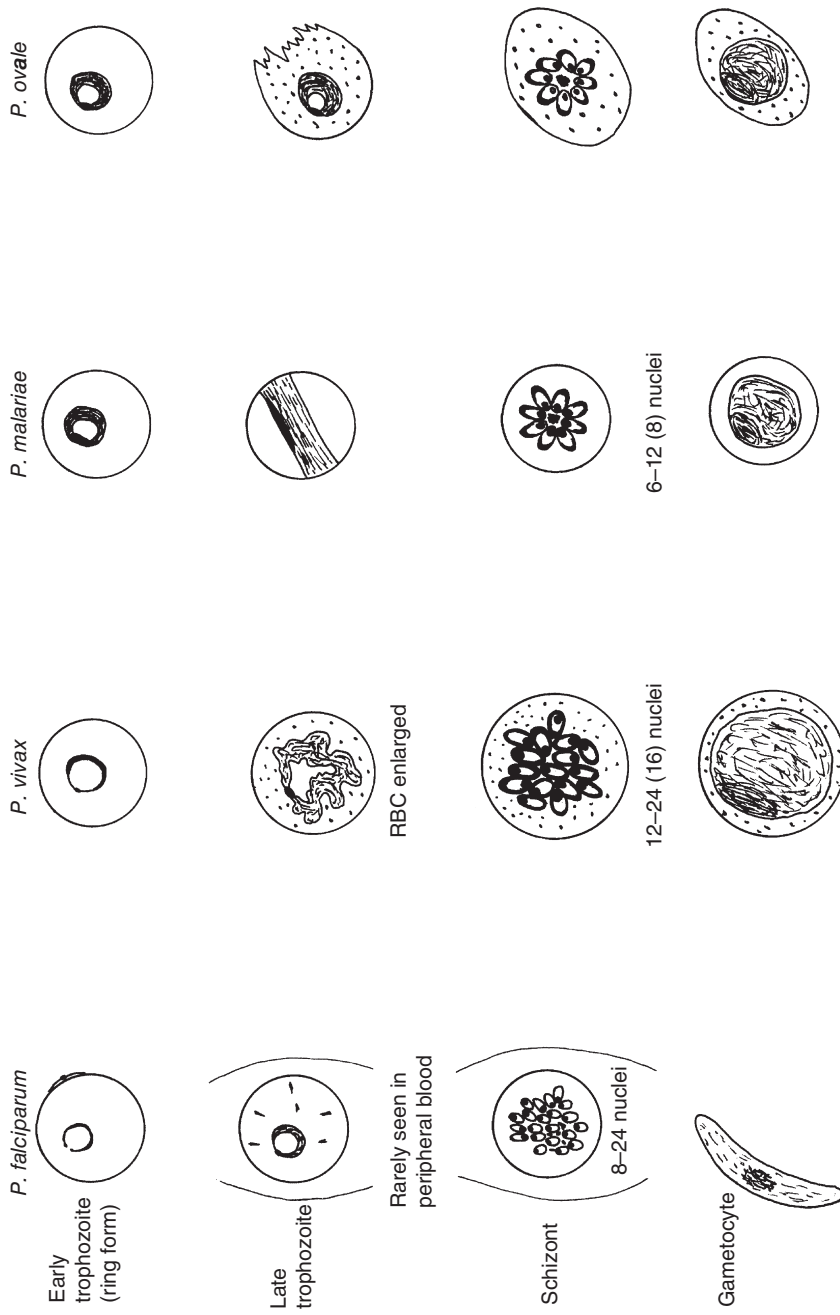 P. falciparum
P. vivax
P. malariae
P. ovale
Early
trophozoite
(ring form)
Late
trophozoite
Rarely seen in
peripheral blood
RBC enlarged
Schizont
8–24 nuclei
12–24 (16) nuclei
6–12 (8) nuclei
Gametocyte